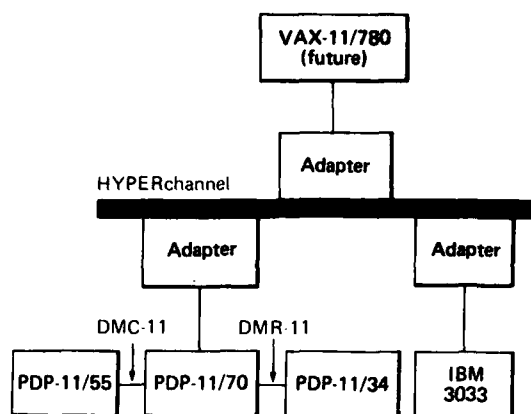 VAX-11/780
(future)
Adapter
HYPERchannel
Adapter
Adapter
DMC-11
DMR-11
PDP-11/55
PDP-11/70
PDP-11/34
IBM
3033